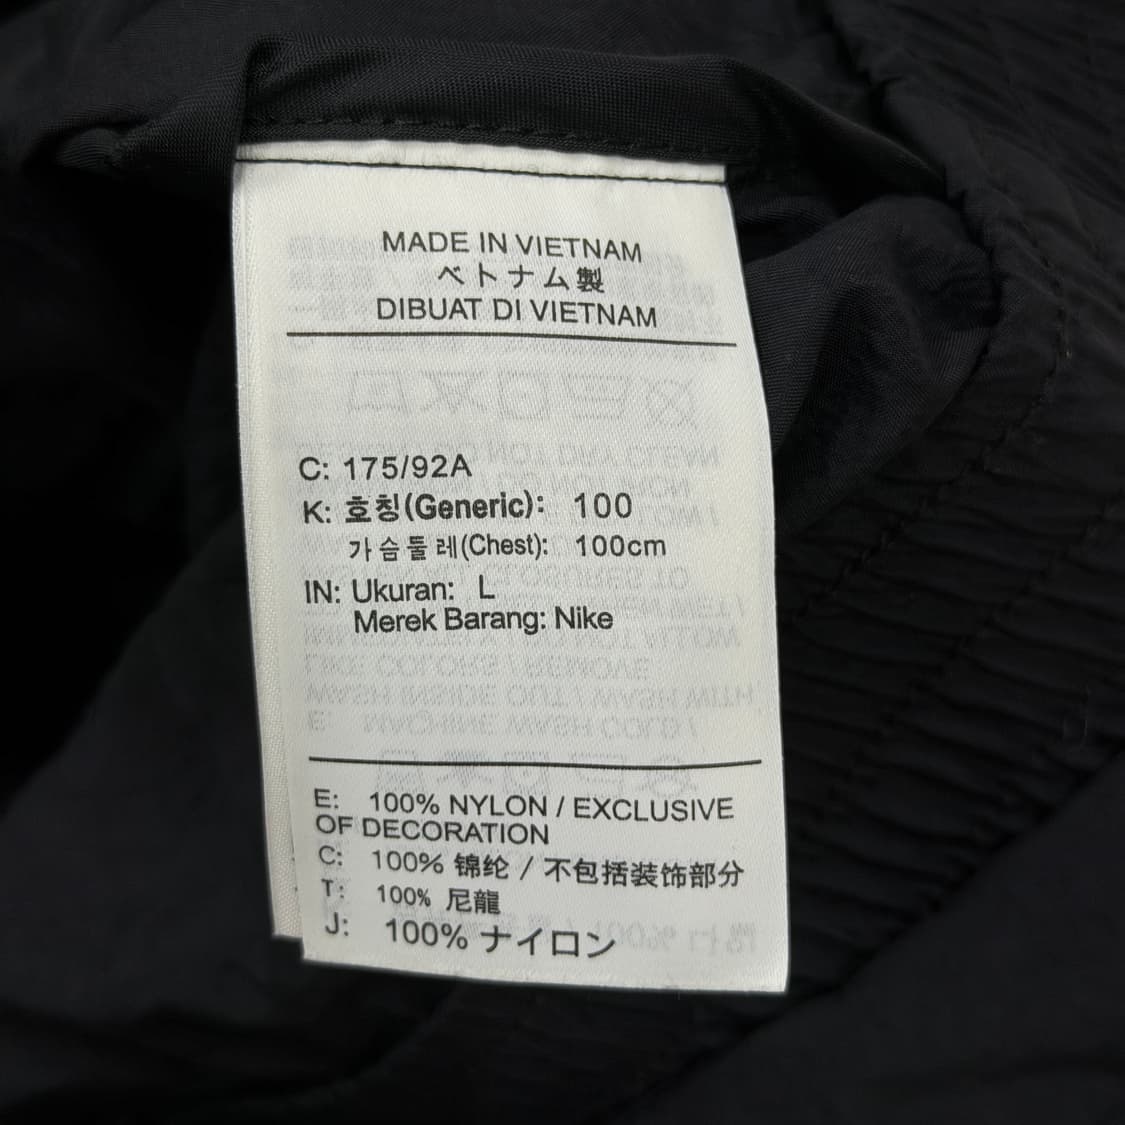 MADE IN VIETNAM
ベトナム製
DIBUAT DI VIETNAM
C: 175/92A
K: 호칭(Generic): 100
가슴둘레(Chest): 100cm
IN: Ukuran: L
Merek Barang: Nike
E: 100% NYLON / EXCLUSIVE
OF DECORATION
C: 100% 锦纶 / 不包括装饰部分
T: 100% 尼龍
J: 100% ナイロン